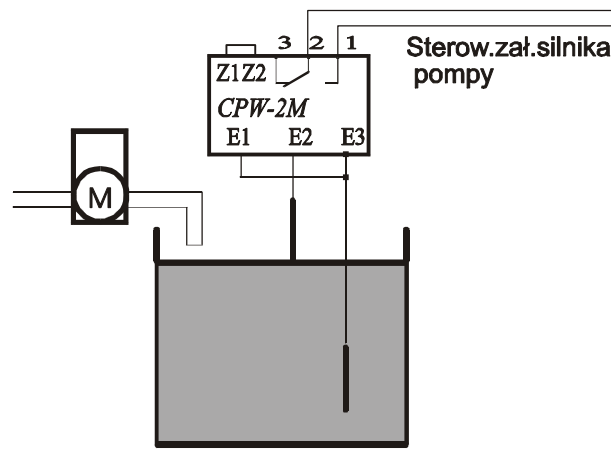 3 2 1
Sterow.zał.silnika
pompy
Z1Z2
CPW-2M
E1 E2 E3
M